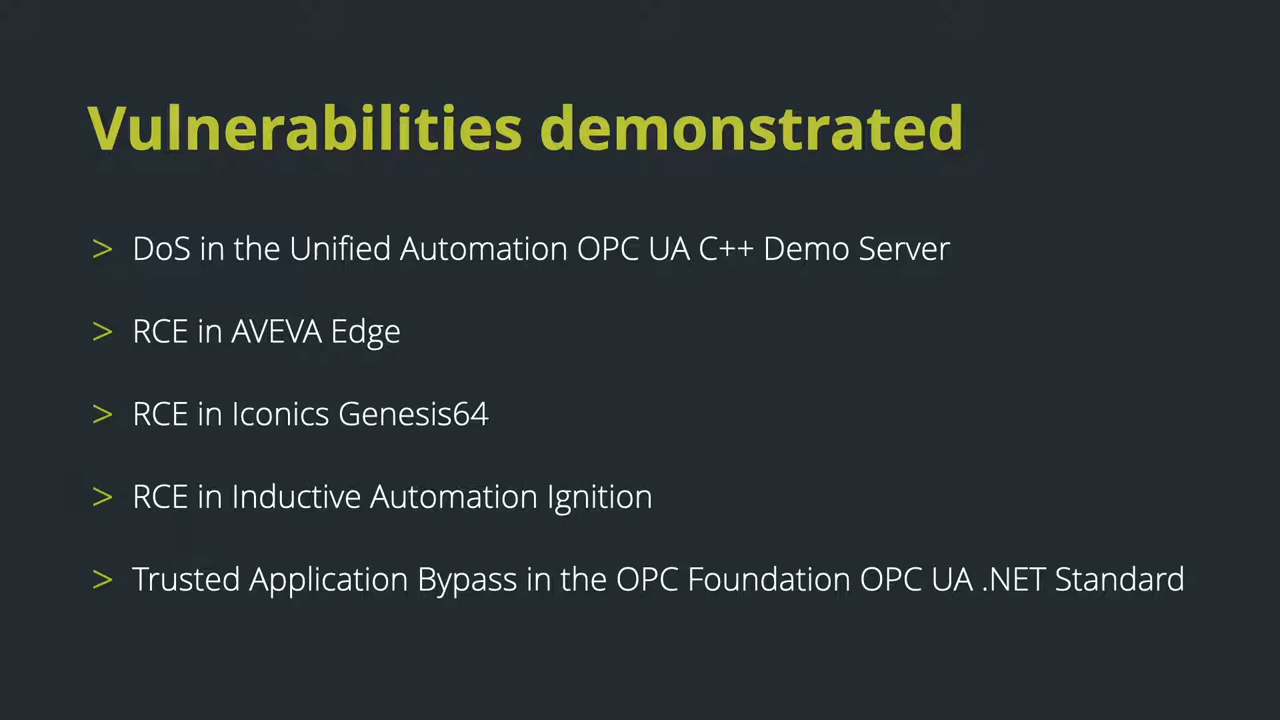 Vulnerabilities demonstrated
> DoS in the Unified Automation OPC UA C++ Demo Server
> RCE in AVEVA Edge
> RCE in Iconics Genesis64
> RCE in Inductive Automation Ignition
> Trusted Application Bypass in the OPC Foundation OPC UA .NET Standard